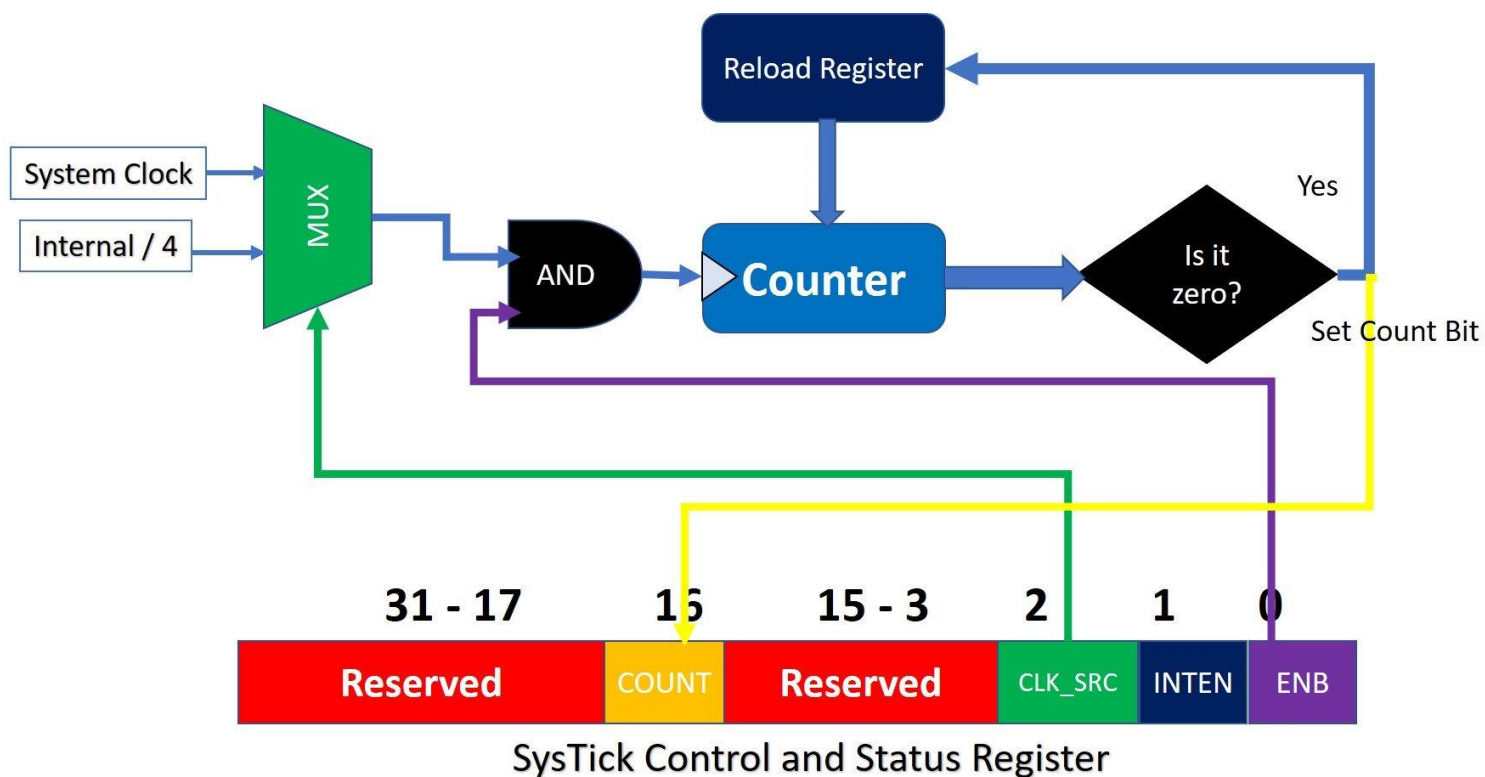 Reload Register
System Clock
Internal / 4
MUX
AND
Counter
Is it
zero?
Yes
Set Count Bit
31 - 17 16 15 - 3 2 1 0
Reserved COUNT Reserved CLK_SRC INTEN ENB
SysTick Control and Status Register